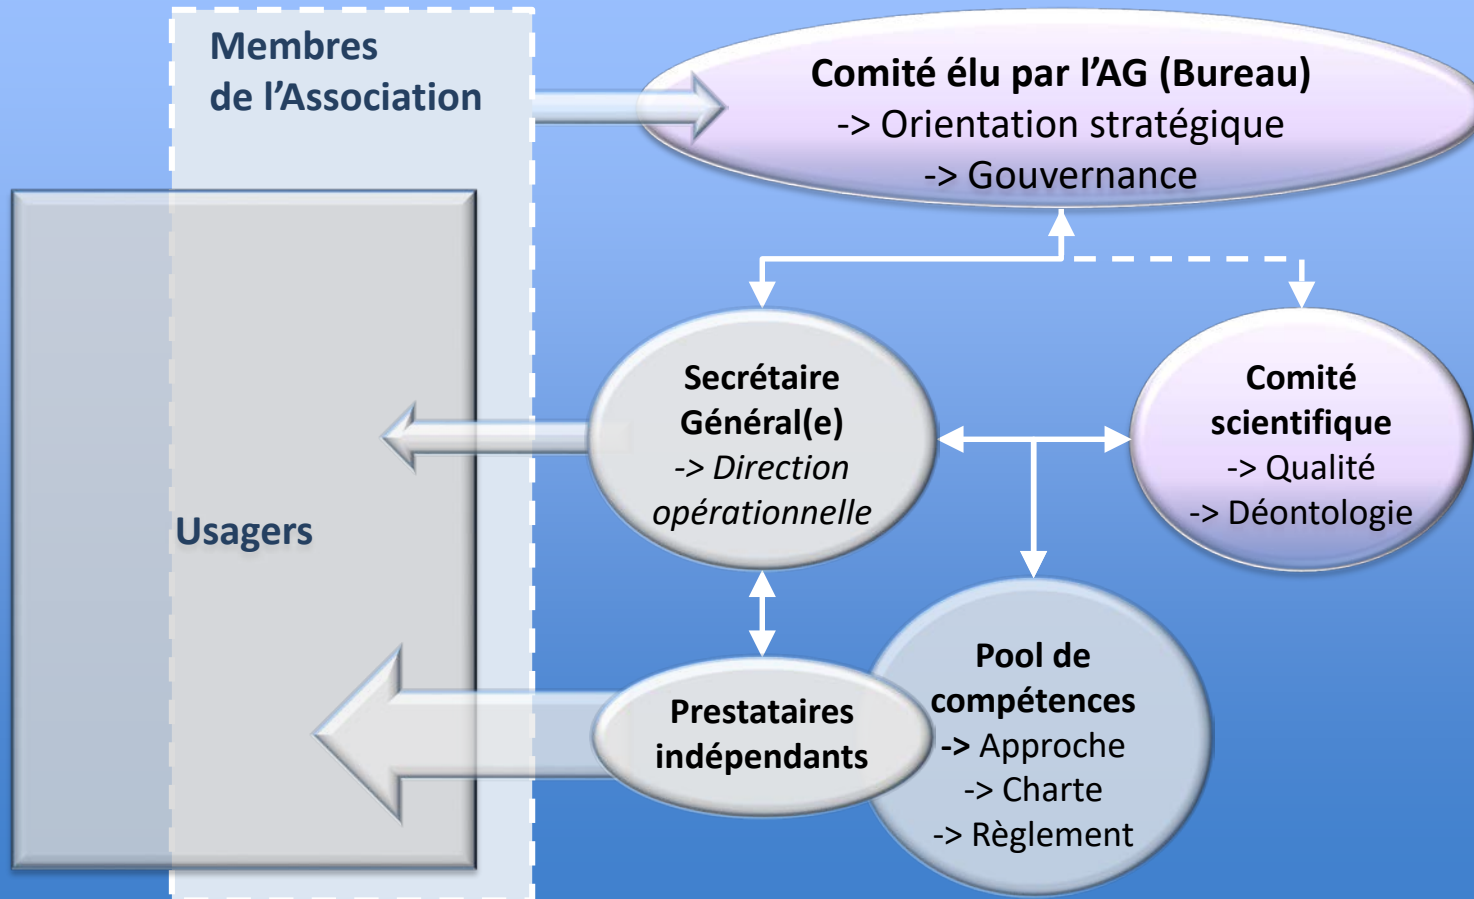 Membres
de l’Association
Comité élu par l’AG (Bureau)
-> Orientation stratégique
-> Gouvernance
Usagers
Secrétaire
Général(e)
-> Direction
opérationnelle
Comité
scientifique
-> Qualité
-> Déontologie
Prestataires
indépendants
Pool de
compétences
-> Approche
-> Charte
-> Règlement